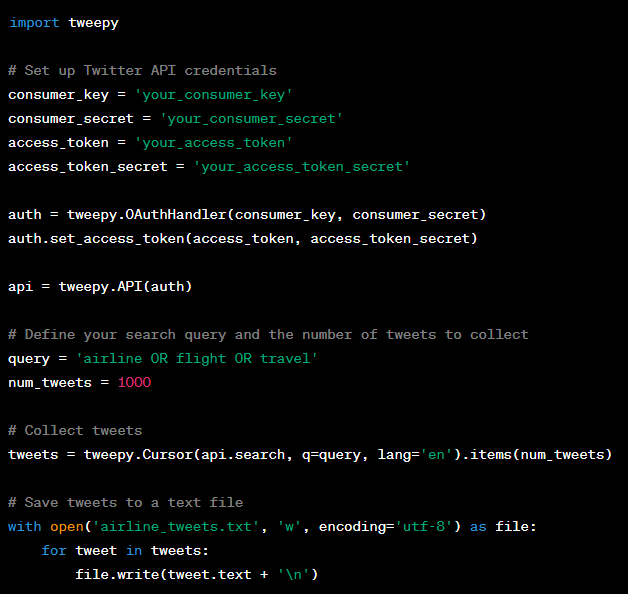 import tweepy
# Set up Twitter API credentials
consumer_key = 'your_consumer_key'
consumer_secret = 'your_consumer_secret'
access_token = 'your_access_token'
access_token_secret = 'your_access_token_secret'
auth = tweepy.OAuthHandler(consumer_key, consumer_secret)
auth.set_access_token(access_token, access_token_secret)
api = tweepy.API(auth)
# Define your search query and the number of tweets to collect
query = 'airline OR flight OR travel'
num_tweets = 1000
# Collect tweets
tweets = tweepy.Cursor(api.search, q=query, lang='en').items(num_tweets)
# Save tweets to a text file
with open('airline_tweets.txt', 'w', encoding='utf-8') as file:
    for tweet in tweets:
        file.write(tweet.text + '\n')